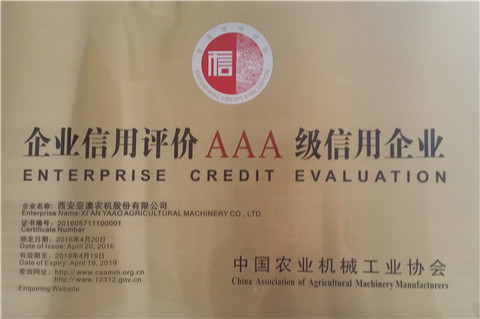 信
ENTERPRISE CREDIT EVALUATION
企业信用评价AAA级信用企业
ENTERPRISE CREDIT EVALUATION
企业名称:西安亚澳农机股份有限公司
Enterprise Name:XI'AN YAAO AGRICULTURAL MACHINERY CO., LTD.
证书编号:201605711100001
Certificate Number
颁发日期:2016年4月20日
Date of Issue: April 20, 2016
有效期至:2019年4月19日
Date of Expiry: April 19, 2019
查询网址:http://www.caamm.org.cn
http://www.12312.gov.cn
Enquiring Website
中国农业机械工业协会
China Association of Agricultural Machinery Manufacturers